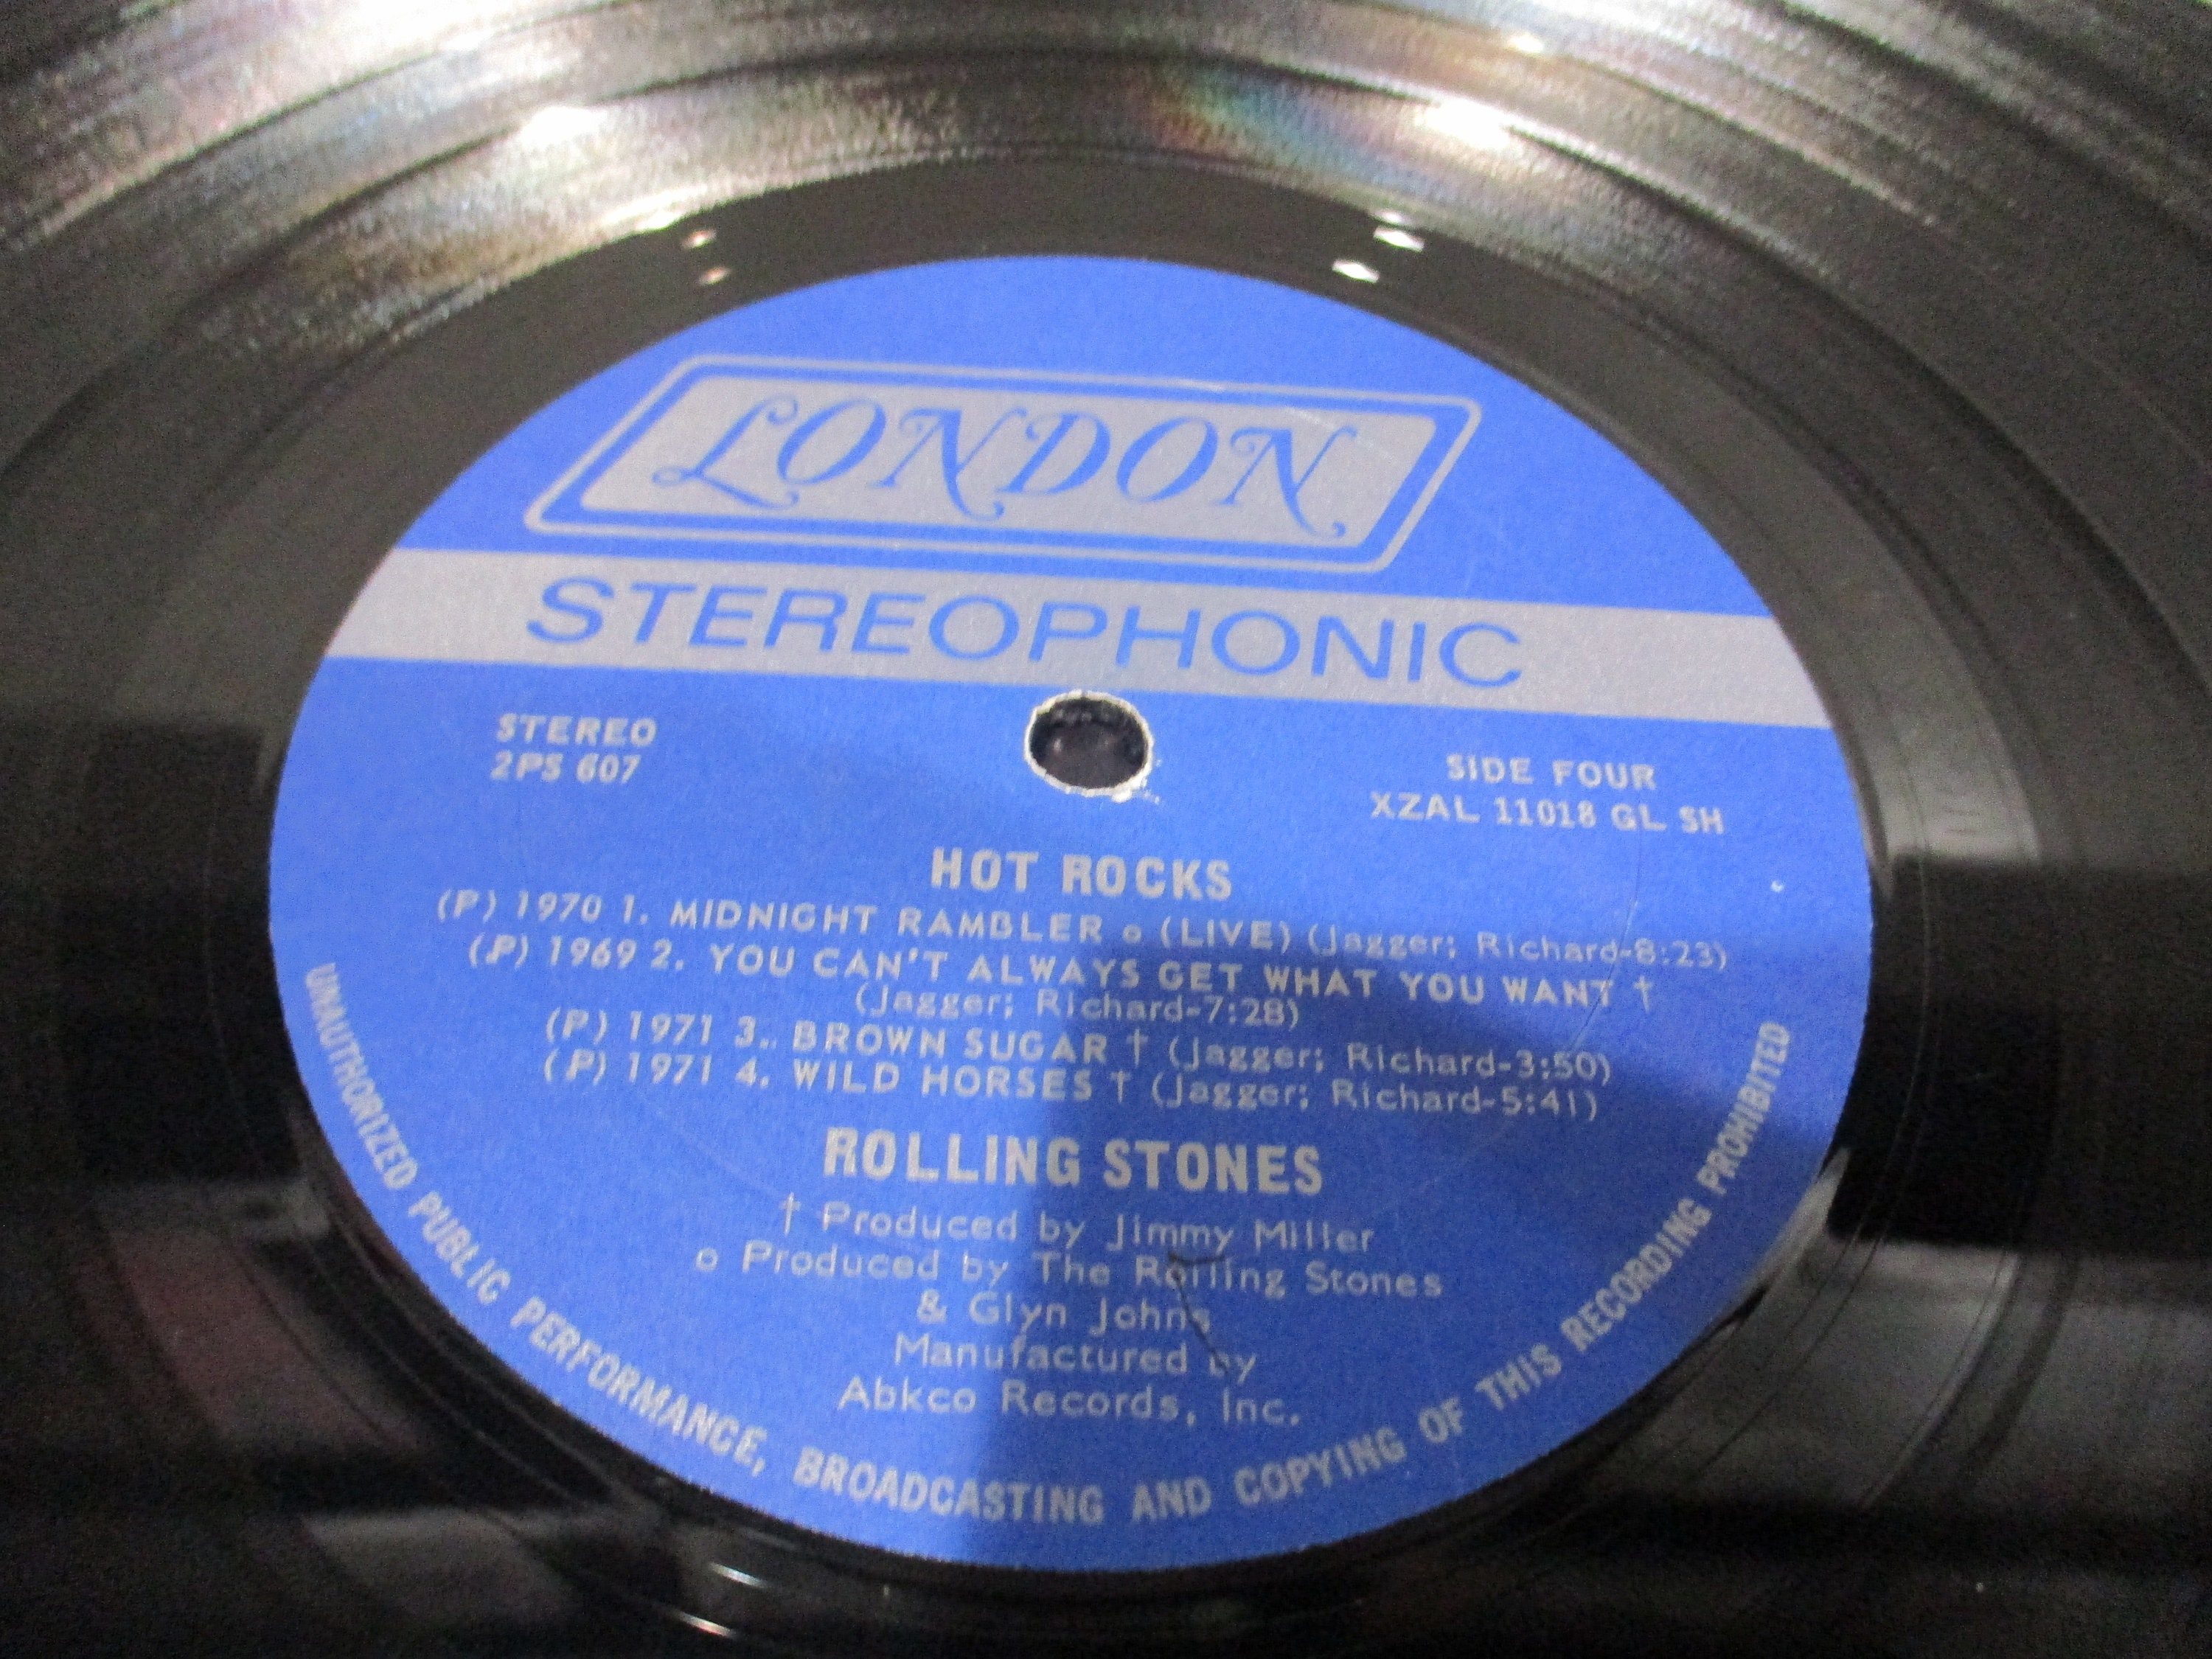 LONDON
STEREOPHONIC
STEREO
2PS 607
SIDE FOUR
XZAL 11018 GL SH
HOT ROCKS
(P) 1970 1. MIDNIGHT RAMBLER o (LIVE) (Jagger; Richard-8:23)
(P) 1969 2. YOU CAN'T ALWAYS GET WHAT YOU WANT †
(Jagger; Richard-7:28)
(P) 1971 3. BROWN SUGAR † (Jagger; Richard-3:50)
(P) 1971 4. WILD HORSES † (Jagger; Richard-5:41)
ROLLING STONES
† Produced by Jimmy Miller
o Produced by The Rolling Stones
& Glyn Johns
Manufactured by
Abkco Records, Inc.
UNAUTHORIZED PUBLIC PERFORMANCE, BROADCASTING AND COPYING OF THIS RECORDING PROHIBITED